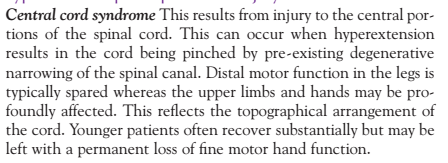 Central cord syndrome This results from injury to the central por-
tions of the spinal cord. This can occur when hyperextension
results in the cord being pinched by pre-existing degenerative
narrowing of the spinal canal. Distal motor function in the legs is
typically spared whereas the upper limbs and hands may be pro-
foundly affected. This reflects the topographical arrangement of
the cord. Younger patients often recover substantially but may be
left with a permanent loss of fine motor hand function.